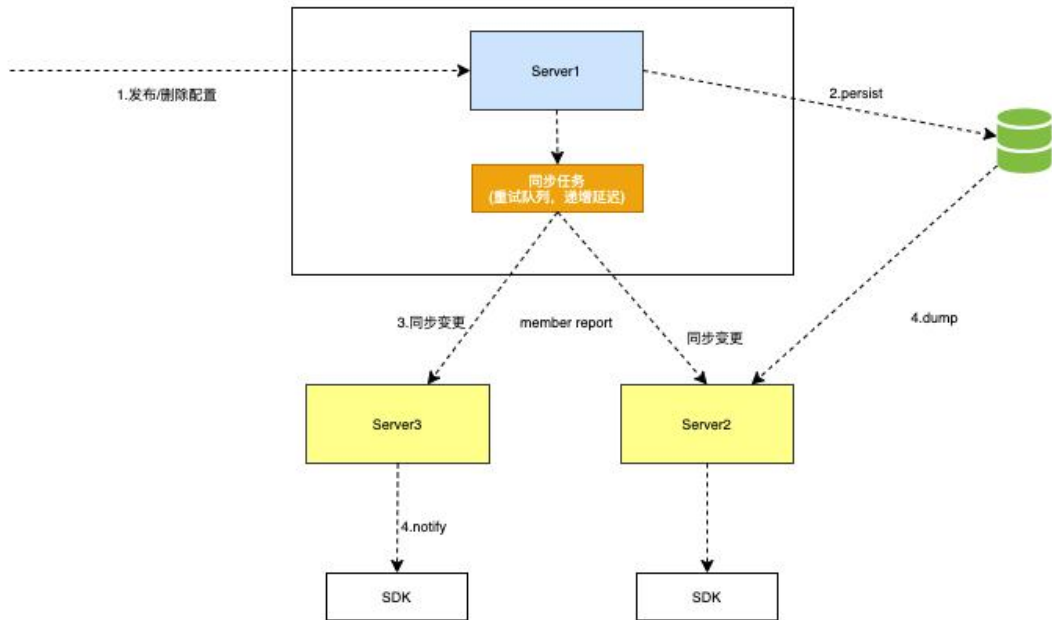 Server1
1.发布/删除配置
2.persist
同步任务
(重试队列，递增延迟)
3.同步变更
member report
同步变更
4.dump
Server3
Server2
4.notify
SDK
SDK